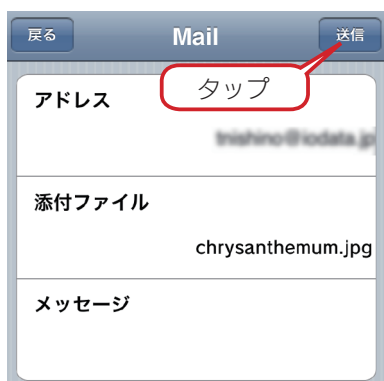 戻る Mail 送信
タップ
アドレス
添付ファイル
chrysanthemum.jpg
メッセージ